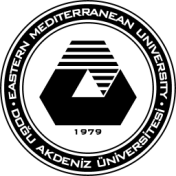 EASTERN MEDITERRANEAN UNIVERSITY
1979
• DOĞU AKDENİZ ÜNİVERSİTESİ •